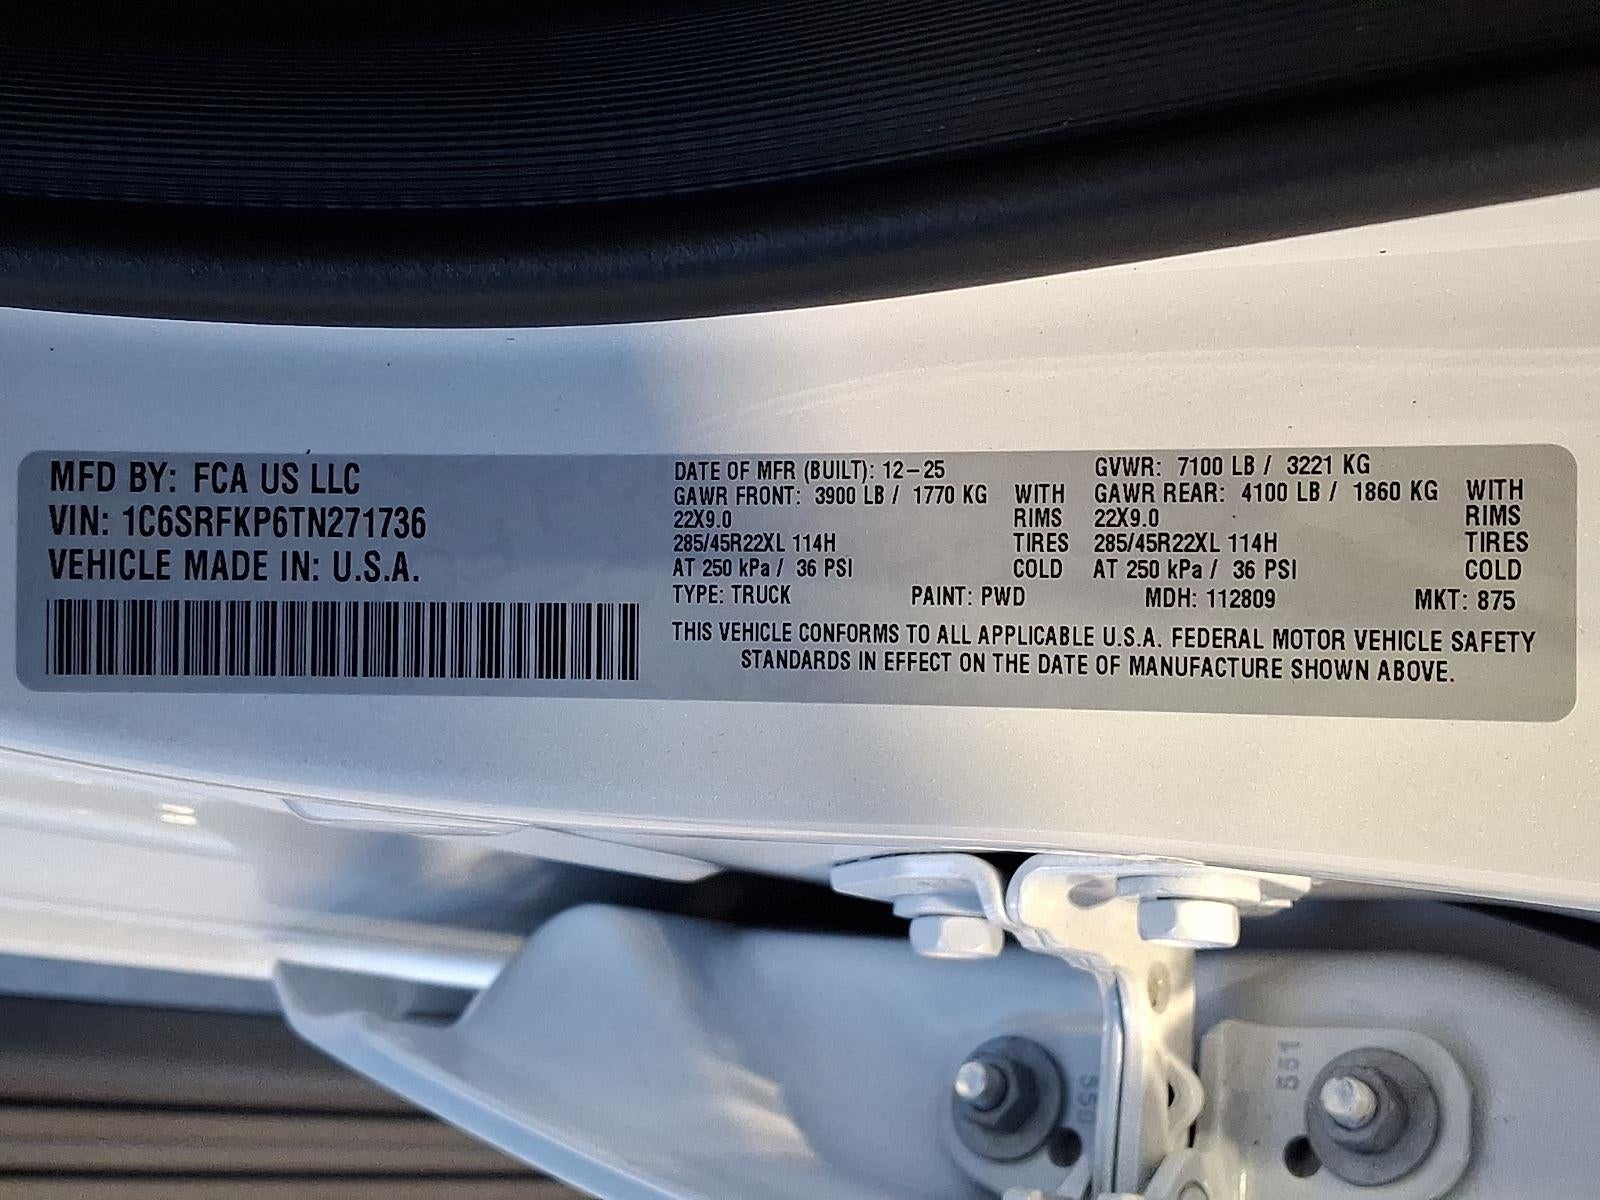 MFD BY: FCA US LLC
VIN: 1C6SRFKP6TN271736
VEHICLE MADE IN: U.S.A.
DATE OF MFR (BUILT): 12-25
GAWR FRONT: 3900 LB / 1770 KG WITH
22X9.0 RIMS
285/45R22XL 114H TIRES
AT 250 kPa / 36 PSI COLD
GVWR: 7100 LB / 3221 KG
GAWR REAR: 4100 LB / 1860 KG WITH
22X9.0 RIMS
285/45R22XL 114H TIRES
AT 250 kPa / 36 PSI COLD
TYPE: TRUCK PAINT: PWD MDH: 112809 MKT: 875
THIS VEHICLE CONFORMS TO ALL APPLICABLE U.S.A. FEDERAL MOTOR VEHICLE SAFETY
STANDARDS IN EFFECT ON THE DATE OF MANUFACTURE SHOWN ABOVE.
550
551